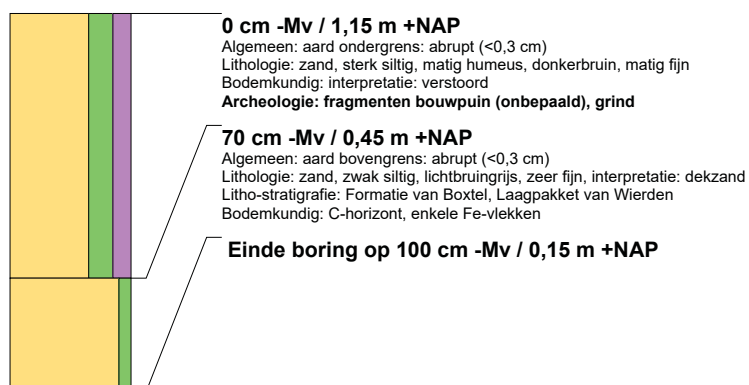 0 cm -Mv / 1,15 m +NAP
Algemeen: aard ondergrens: abrupt (<0,3 cm)
Lithologie: zand, sterk siltig, matig humeus, donkerbruin, matig fijn
Bodemkundig: interpretatie: verstoord
Archeologie: fragmenten bouwpuin (onbepaald), grind
70 cm -Mv / 0,45 m +NAP
Algemeen: aard bovengrens: abrupt (<0,3 cm)
Lithologie: zand, zwak siltig, lichtbruingrijs, zeer fijn, interpretatie: dekzand
Litho-stratigrafie: Formatie van Boxtel, Laagpakket van Wierden
Bodemkundig: C-horizont, enkele Fe-vlekken
Einde boring op 100 cm -Mv / 0,15 m +NAP